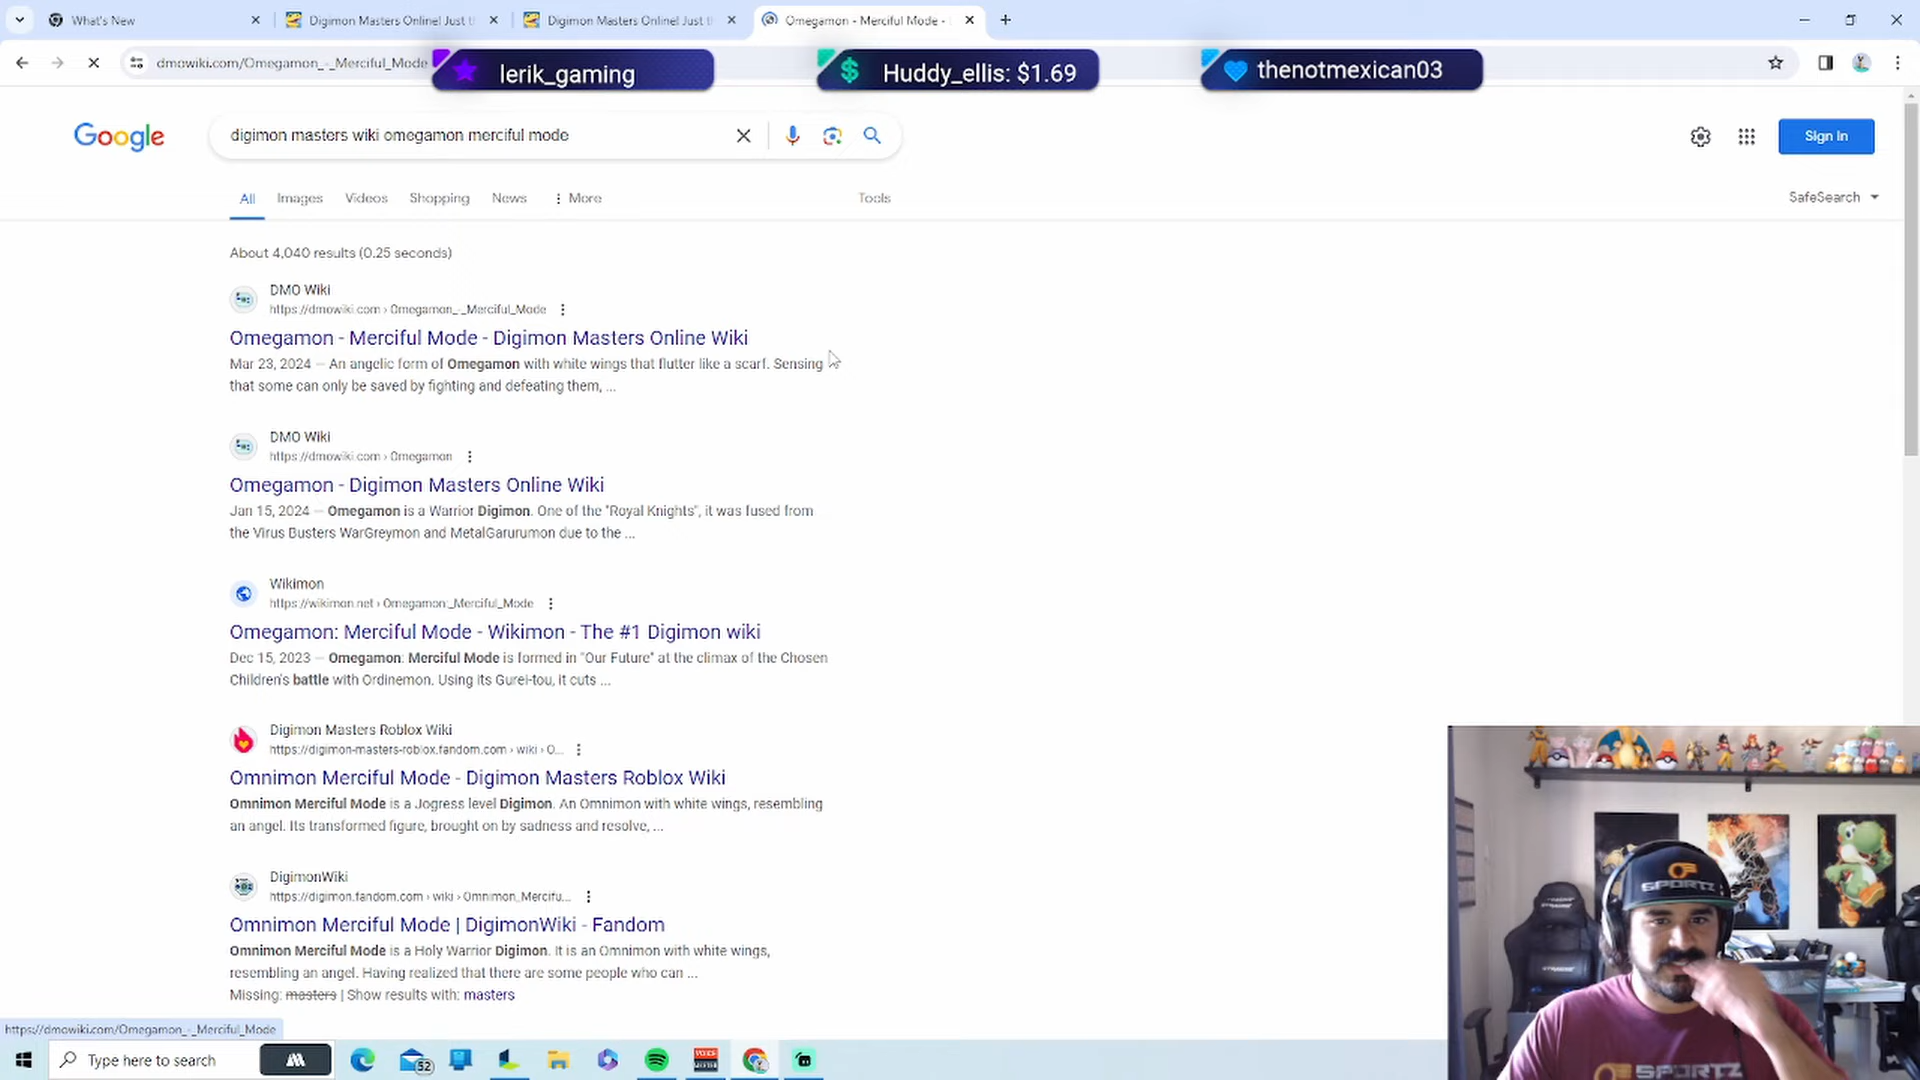 What's New
Digimon Masters Online! Just t
Digimon Masters Online! Just t
Omegamon - Merciful Mode -
dmowiki.com/Omegamon_-_Merciful_Mode
lerik_gaming
Huddy_ellis: $1.69
thenotmexican03
Google
digimon masters wiki omegamon merciful mode
Sign in
All
Images
Videos
Shopping
News
More
Tools
SafeSearch
About 4,040 results (0.25 seconds)
DMO Wiki
https://dmowiki.com › Omegamon_-_Merciful_Mode
Omegamon - Merciful Mode - Digimon Masters Online Wiki
Mar 23, 2024 — An angelic form of Omegamon with white wings that flutter like a scarf. Sensing
that some can only be saved by fighting and defeating them, ...
DMO Wiki
https://dmowiki.com › Omegamon
Omegamon - Digimon Masters Online Wiki
Jan 15, 2024 — Omegamon is a Warrior Digimon. One of the "Royal Knights", it was fused from
the Virus Busters WarGreymon and MetalGarurumon due to the ...
Wikimon
https://wikimon.net › Omegamon:_Merciful_Mode
Omegamon: Merciful Mode - Wikimon - The #1 Digimon wiki
Dec 15, 2023 — Omegamon: Merciful Mode is formed in "Our Future" at the climax of the Chosen
Children's battle with Ordinemon. Using its Gurei-tou, it cuts ...
Digimon Masters Roblox Wiki
https://digimon-masters-roblox.fandom.com › wiki › O...
Omnimon Merciful Mode - Digimon Masters Roblox Wiki
Omnimon Merciful Mode is a Jogress level Digimon. An Omnimon with white wings, resembling
an angel. Its transformed figure, brought on by sadness and resolve, ...
DigimonWiki
https://digimon.fandom.com › wiki › Omnimon_Mercifu...
Omnimon Merciful Mode | DigimonWiki - Fandom
Omnimon Merciful Mode is a Holy Warrior Digimon. It is an Omnimon with white wings,
resembling an angel. Having realized that there are some people who can ...
Missing: masters | Show results with: masters
https://dmowiki.com/Omegamon_-_Merciful_Mode
Type here to search
52
SPORTZ
SPORTZ